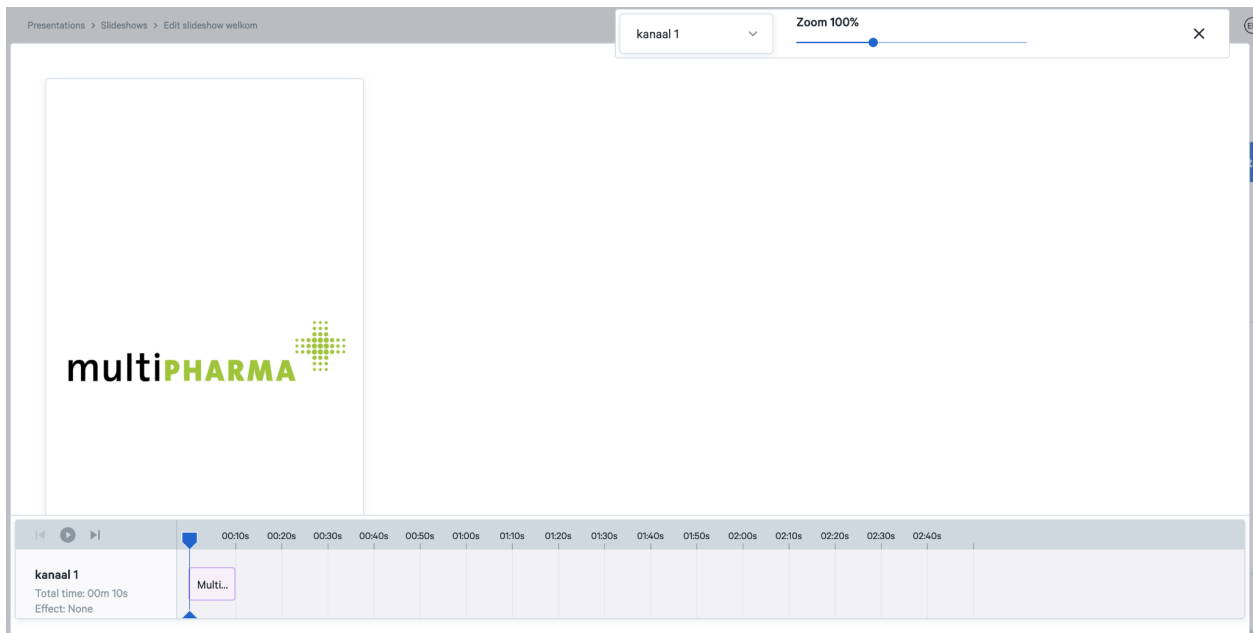 Presentations > Slideshows > Edit slideshow welkom
kanaal 1
Zoom 100%
multiPHARMA
00:10s 00:20s 00:30s 00:40s 00:50s 01:00s 01:10s 01:20s 01:30s 01:40s 01:50s 02:00s 02:10s 02:20s 02:30s 02:40s
kanaal 1
Total time: 00m 10s
Effect: None
Multi...